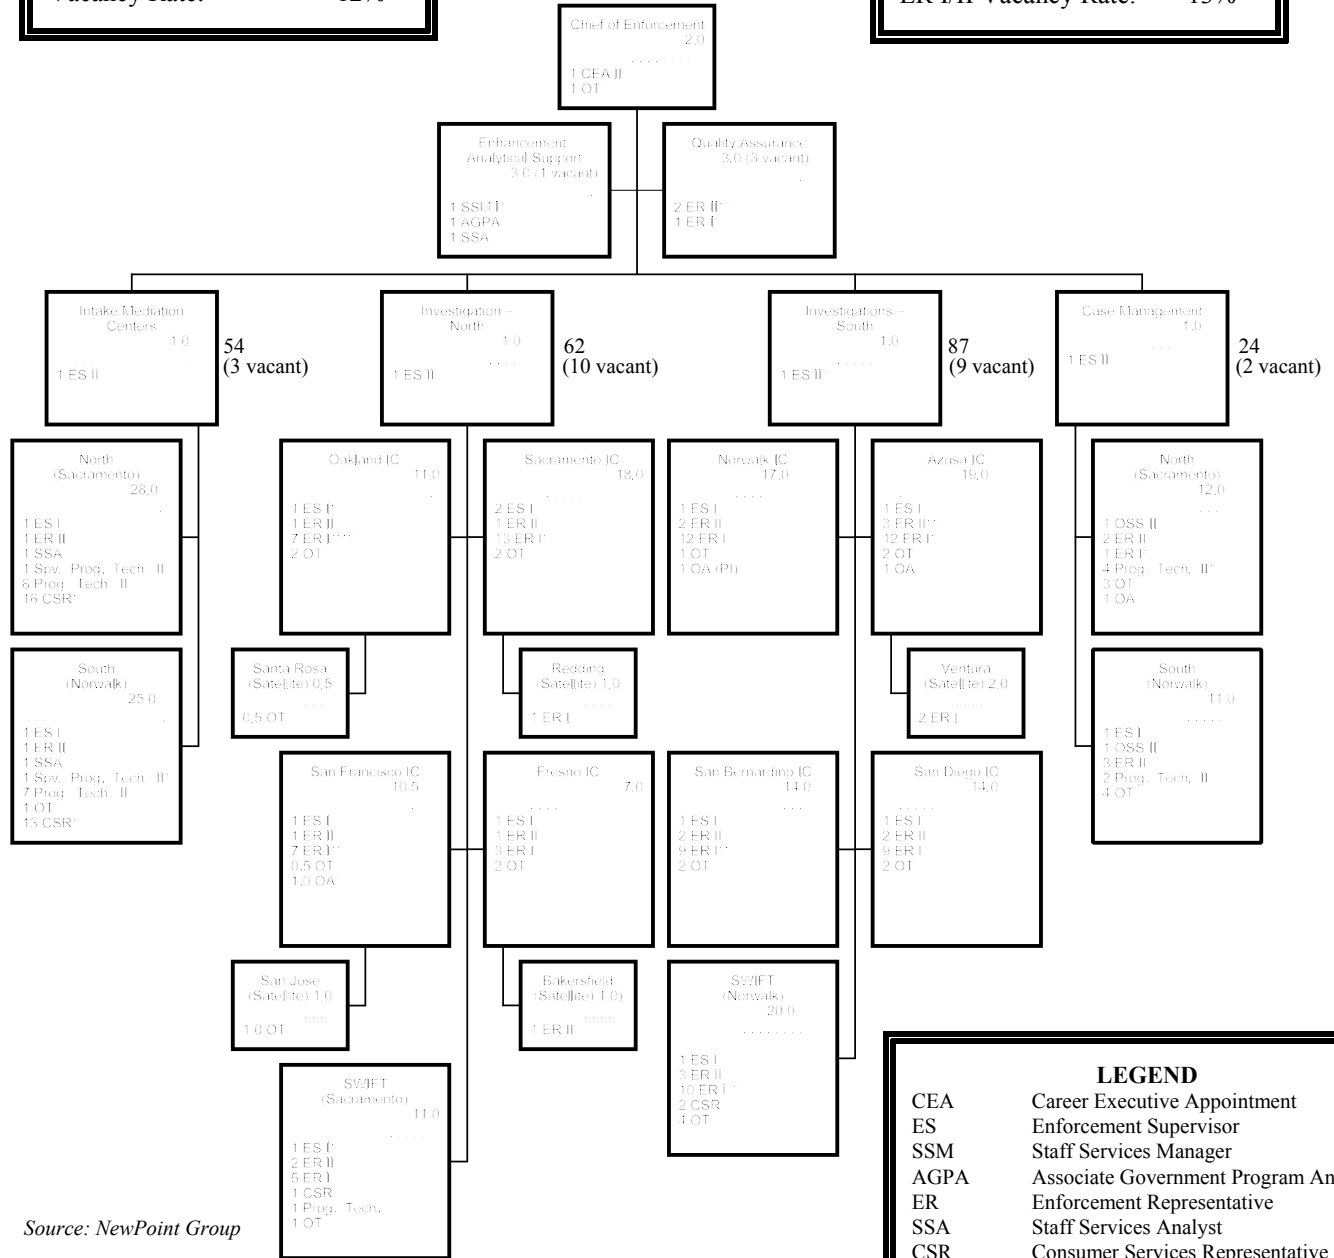 Vacancy Rate: 12%
ER I/II Vacancy Rate: 13%
Chief of Enforcement
2.0
1 CEA II
1 OT
Enhancement
Analytical Support
3.0 (1 vacant)
1 SSM I*
1 AGPA
1 SSA
Quality Assurance
3.0 (3 vacant)
2 ER II*
1 ER I*
Intake Mediation
Centers
1.0
1 ES II
54
(3 vacant)
Investigation –
North
1.0
1 ES II
62
(10 vacant)
Investigations –
South
1.0
1 ES II*
87
(9 vacant)
Case Management
1.0
1 ES II
24
(2 vacant)
North
(Sacramento)
28.0
1 ES I
1 ER II
1 SSA
1 Spv. Prog. Tech. II
8 Prog. Tech. II
16 CSR*
South
(Norwalk)
25.0
1 ES I
1 ER II
1 SSA
1 Spv. Prog. Tech. II*
7 Prog. Tech. II
1 OT
13 CSR*
Oakland IC
11.0
1 ES I*
1 ER II
7 ER I****
2 OT
Santa Rosa
(Satellite) 0.5
0.5 OT
San Francisco IC
10.5
1 ES I
1 ER II
7 ER I***
0.5 OT
1.0 OA*
San Jose
(Satellite) 1.0
1.0 OT
SWIFT
(Sacramento)
11.0
1 ES I*
2 ER II
5 ER I
1 CSR
1 Prog. Tech.
1 OT
Sacramento IC
18.0
2 ES I
1 ER II
13 ER I*
2 OT
Redding
(Satellite) 1.0
1 ER I
Fresno IC
7.0
1 ES I
1 ER II
3 ER I
2 OT
Bakersfield
(Satellite) 1.0)
1 ER II
Norwalk IC
17.0
1 ES I
2 ER II
12 ER I
1 OT
1 OA (PI)
San Bernardino IC
14.0
1 ES I
2 ER II
9 ER I**
2 OT
SWIFT
(Norwalk)
20.0
1 ES I
3 ER II
10 ER I***
2 CSR
4 OT
Azusa IC
19.0
1 ES I
3 ER II**
12 ER I*
2 OT
1 OA
Ventura
(Satellite) 2.0
2 ER I
San Diego IC
14.0
1 ES I
2 ER II
9 ER I
2 OT
North
(Sacramento)
12.0
1 OSS II
2 ER II
1 ER I*
4 Prog. Tech. II*
3 OT
1 OA
South
(Norwalk)
11.0
1 ES I
1 OSS II
3 ER II
2 Prog. Tech. II
4 OT
LEGEND
CEA Career Executive Appointment
ES Enforcement Supervisor
SSM Staff Services Manager
AGPA Associate Government Program An
ER Enforcement Representative
SSA Staff Services Analyst
CSR Consumer Services Representative
Source: NewPoint Group